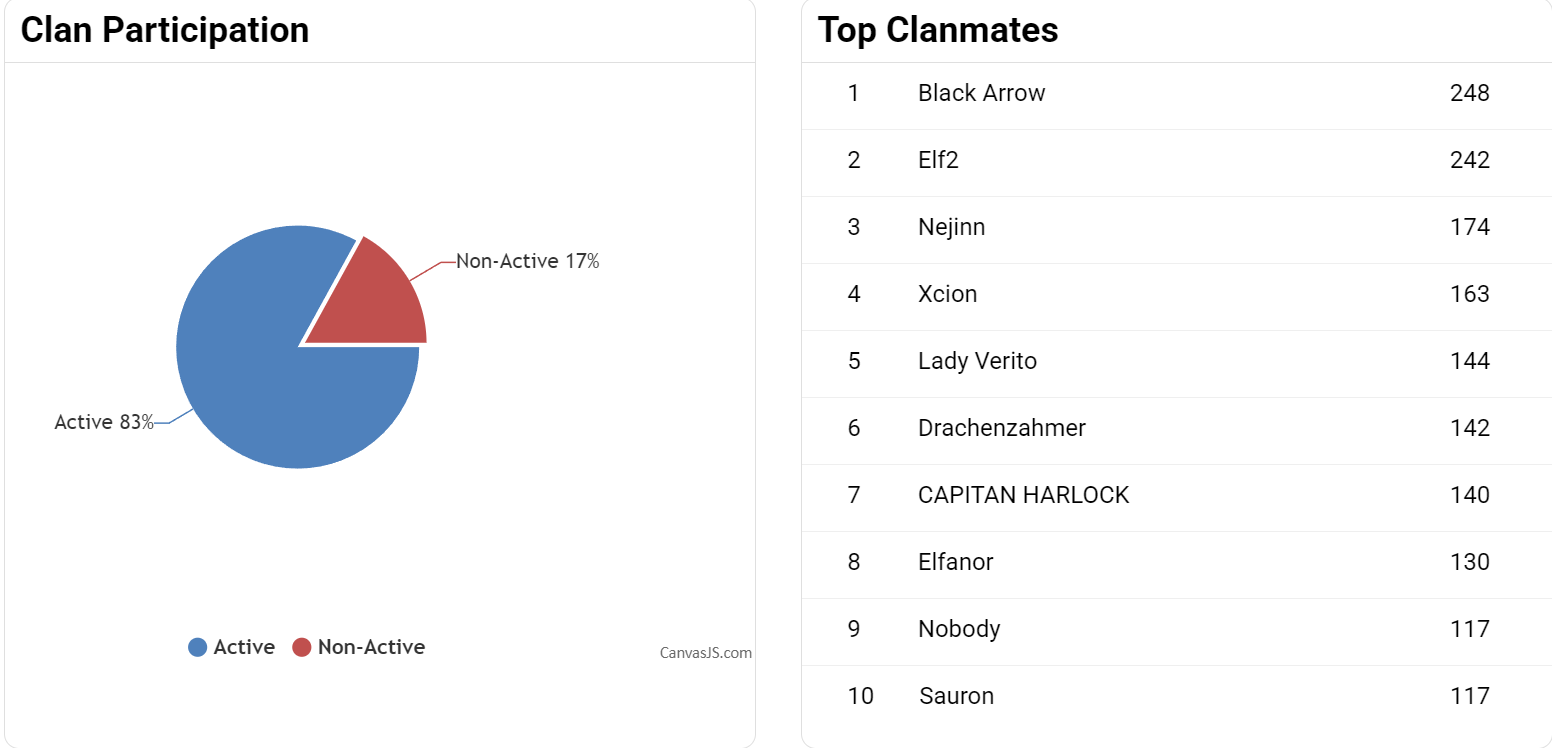 Clan Participation
Non-Active 17%
Active 83%
Active Non-Active
CanvasJS.com
Top Clanmates
1 Black Arrow 248
2 Elf2 242
3 Nejinn 174
4 Xcion 163
5 Lady Verito 144
6 Drachenzahmer 142
7 CAPITAN HARLOCK 140
8 Elfanor 130
9 Nobody 117
10 Sauron 117